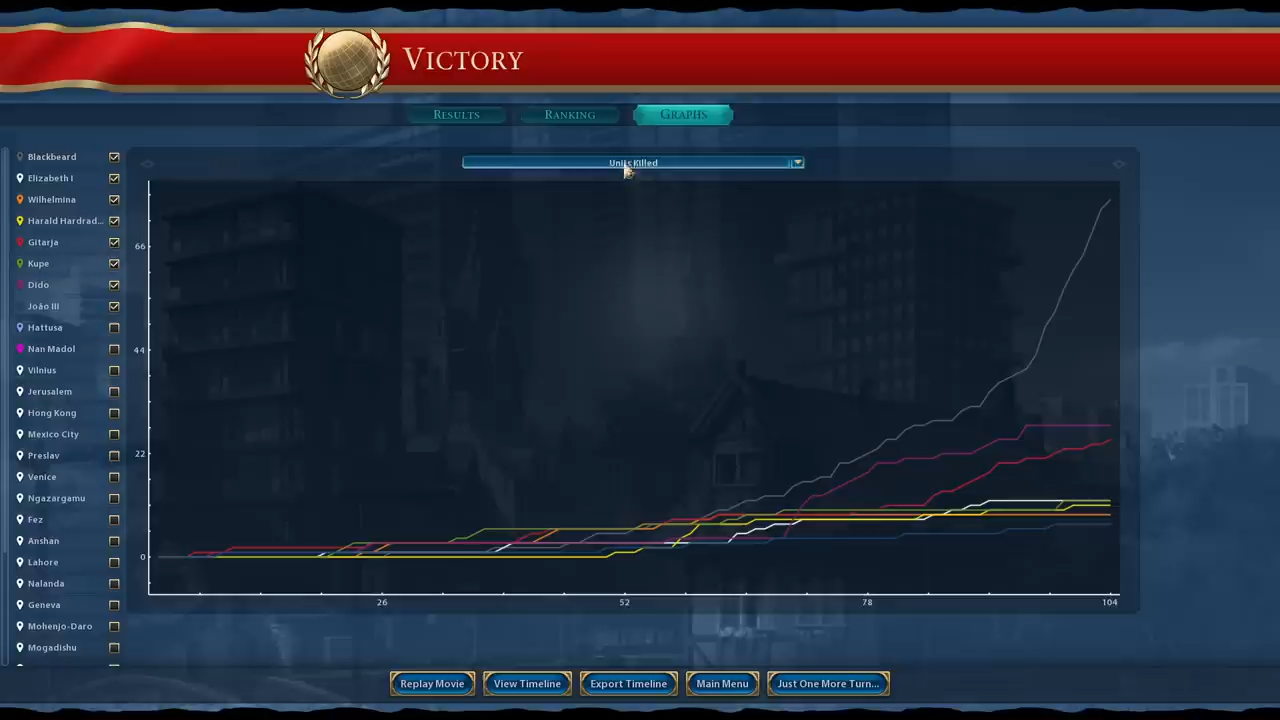 VICTORY
RESULTS
RANKING
GRAPHS
Blackbeard
Elizabeth I
Wilhelmina
Harald Hardrad...
Gitarja
Kupe
Dido
João III
Hattusa
Nan Madol
Vilnius
Jerusalem
Hong Kong
Mexico City
Preslav
Venice
Ngazargamu
Fez
Anshan
Lahore
Nalanda
Geneva
Mohenjo-Daro
Mogadishu
Units Killed
66
44
22
0
26
52
78
104
Replay Movie
View Timeline
Export Timeline
Main Menu
Just One More Turn...